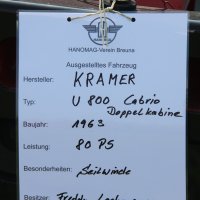 HANOMAG-Verein Breuna
Ausgestelltes Fahrzeug
Hersteller: KRAMER
Typ: U 800 Cabrio
Doppelkabine
Baujahr: 1963
Leistung: 80 PS
Besonderheiten: Seilwinde
Besitzer: Freddy